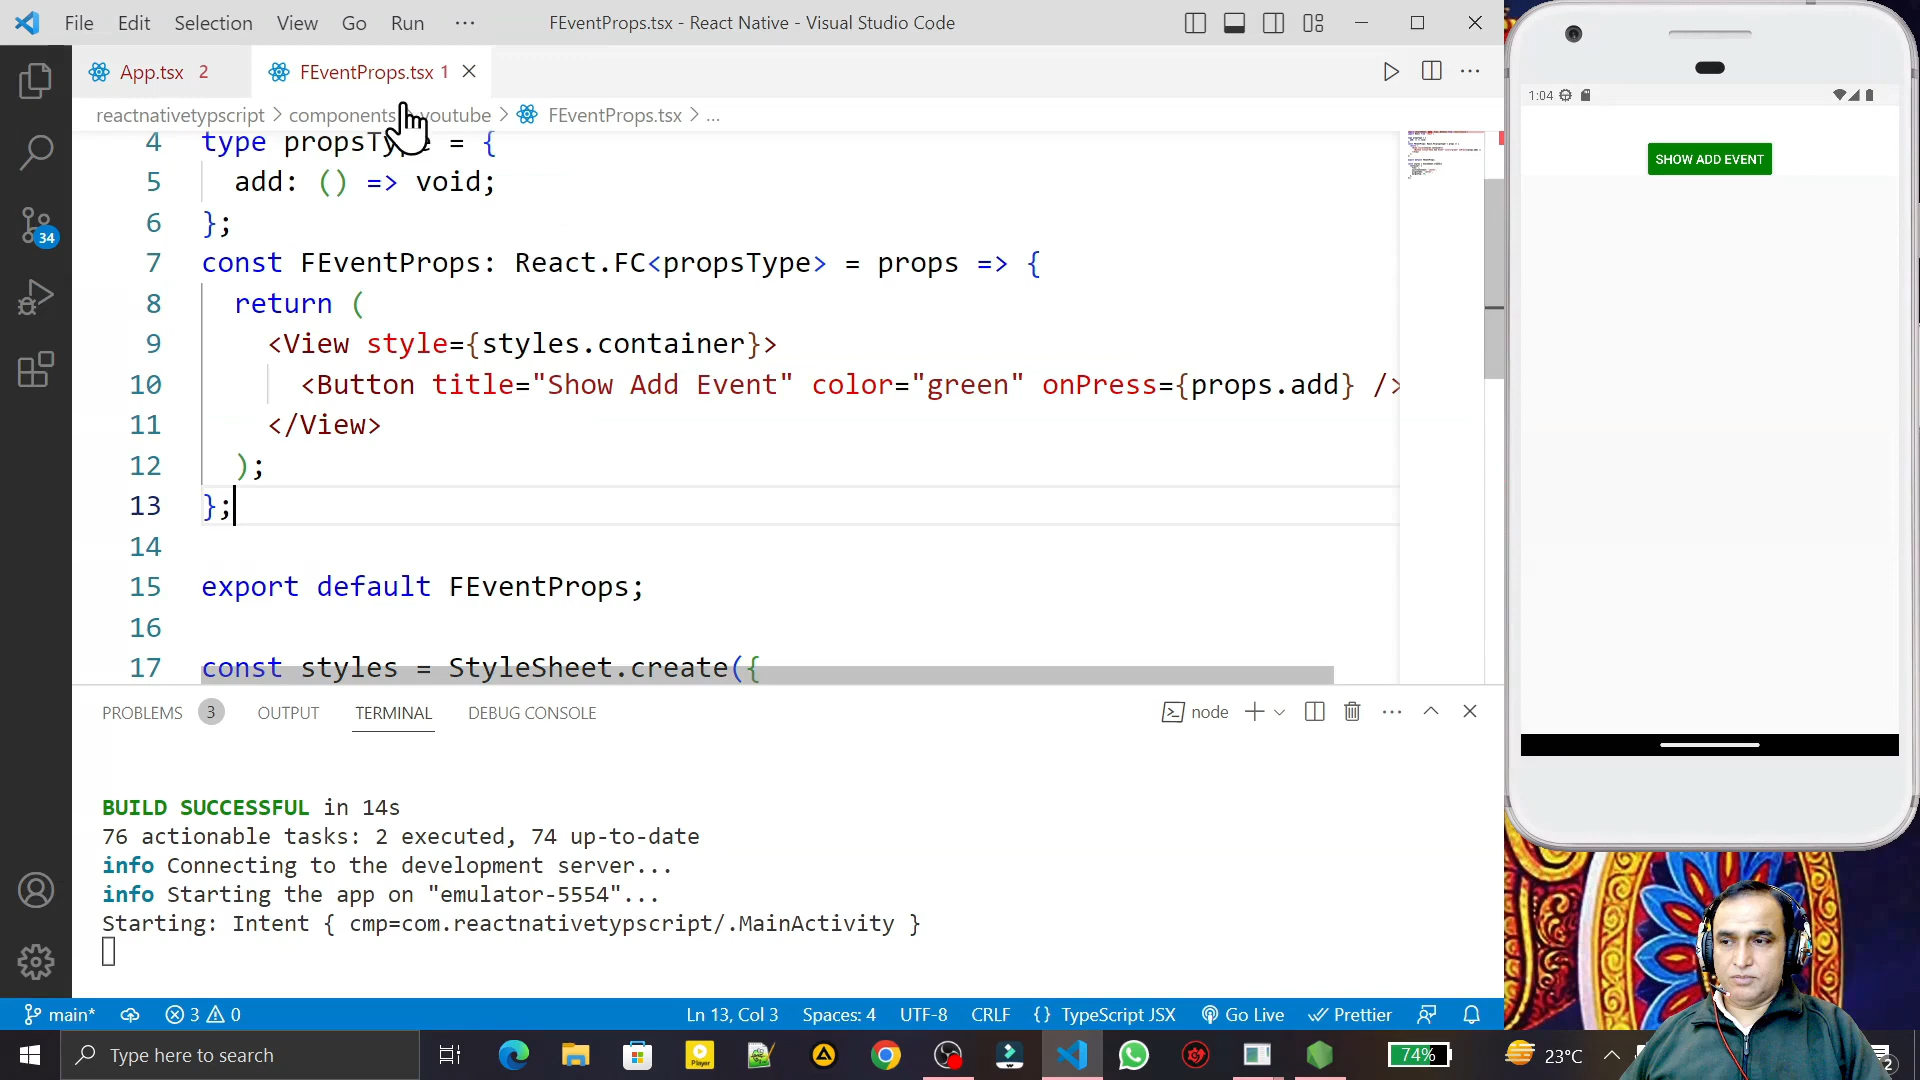 File Edit Selection View Go Run ··· FEventProps.tsx - React Native - Visual Studio Code
App.tsx 2 FEventProps.tsx 1
reactnativetypscript > components > youtube > FEventProps.tsx > ...
4 type propsType = {
5 add: () => void;
6 };
7 const FEventProps: React.FC<propsType> = props => {
8 return (
9 <View style={styles.container}>
10 <Button title="Show Add Event" color="green" onPress={props.add} />
11 </View>
12 );
13 };
14
15 export default FEventProps;
16
17 const styles = StyleSheet.create({
34
PROBLEMS 3 OUTPUT TERMINAL DEBUG CONSOLE node
BUILD SUCCESSFUL in 14s
76 actionable tasks: 2 executed, 74 up-to-date
info Connecting to the development server...
info Starting the app on "emulator-5554"...
Starting: Intent { cmp=com.reactnativetypscript/.MainActivity }
main* 3 0 Ln 13, Col 3 Spaces: 4 UTF-8 CRLF {} TypeScript JSX Go Live Prettier
Type here to search Player 74% 23°C 2
1:04
SHOW ADD EVENT